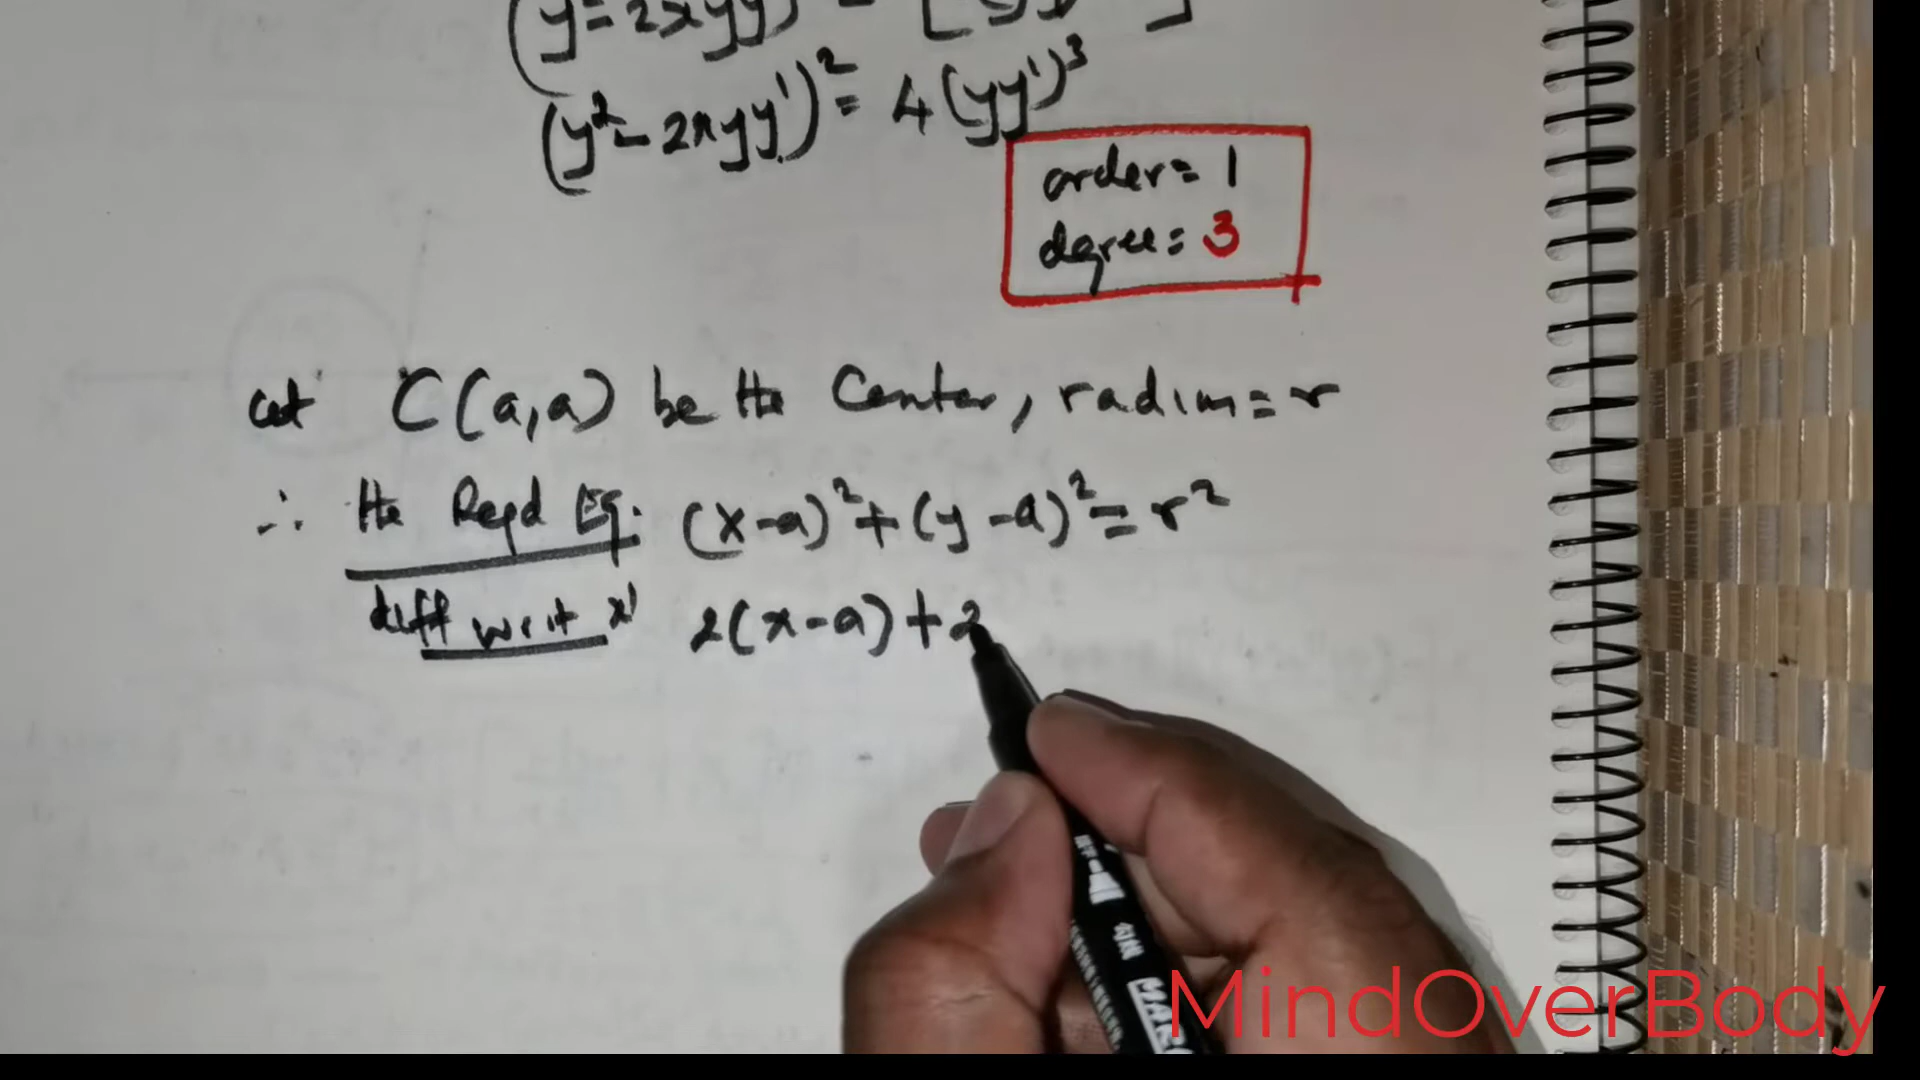 (y = 2xyy')
(y² - 2xyy')² = 4(yy')³
order = 1
degree = 3
Let C(a,a) be the Center, radius = r
∴ the Reqd Eq. (x-a)² + (y-a)² = r²
diff w.r.t x' 2(x-a) + 2
MindOverBody